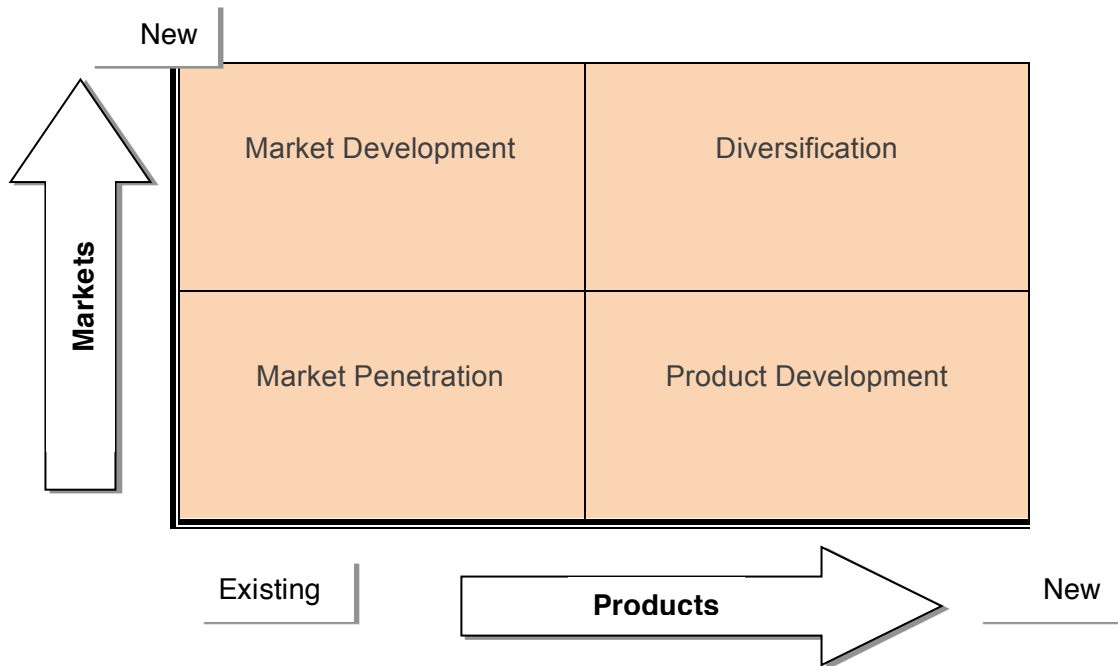 New
Market Development
Diversification
Markets
Market Penetration
Product Development
Existing
Products
New